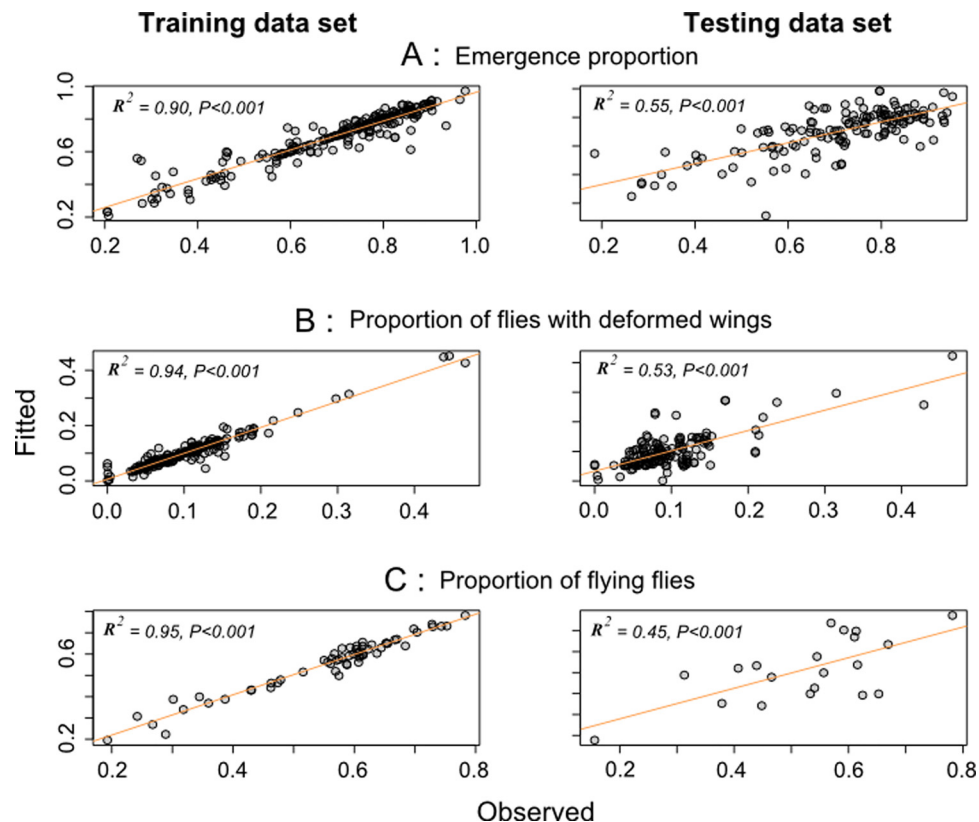 Training data set
Testing data set
A : Emergence proportion
R² = 0.90, P<0.001
R² = 0.55, P<0.001
1.0
0.6
0.2
0.2 0.4 0.6 0.8 1.0
0.2 0.4 0.6 0.8
B : Proportion of flies with deformed wings
R² = 0.94, P<0.001
R² = 0.53, P<0.001
0.4
0.2
0.0
0.0 0.1 0.2 0.3 0.4
0.0 0.1 0.2 0.3 0.4
Fitted
C : Proportion of flying flies
R² = 0.95, P<0.001
R² = 0.45, P<0.001
0.6
0.2
0.2 0.4 0.6 0.8
0.2 0.4 0.6 0.8
Observed